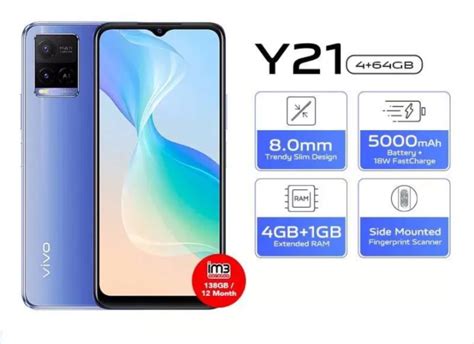 Y21 4+64GB
8.0mm
Trendy Slim Design
5000mAh
Battery +
18W FastCharge
RAM
4GB+1GB
Extended RAM
Side Mounted
Fingerprint Scanner
vivo
im3
138GB /
12 Month